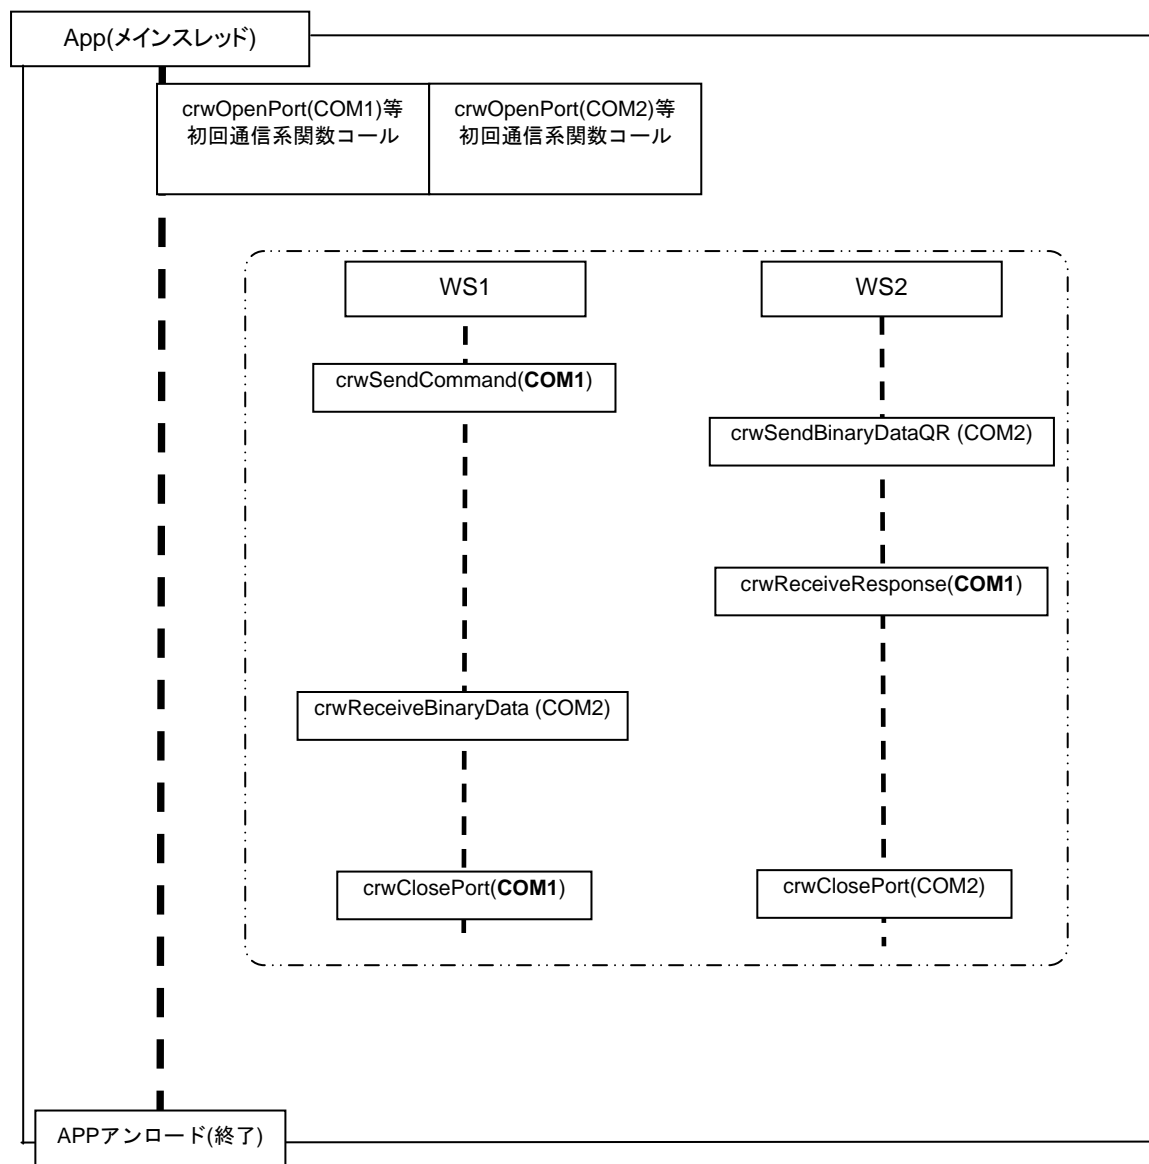 App(メインスレッド)
crwOpenPort(COM1)等
初回通信系関数コール
crwOpenPort(COM2)等
初回通信系関数コール
WS1
WS2
crwSendCommand(COM1)
crwSendBinaryDataQR (COM2)
crwReceiveResponse(COM1)
crwReceiveBinaryData (COM2)
crwClosePort(COM1)
crwClosePort(COM2)
APPアンロード(終了)